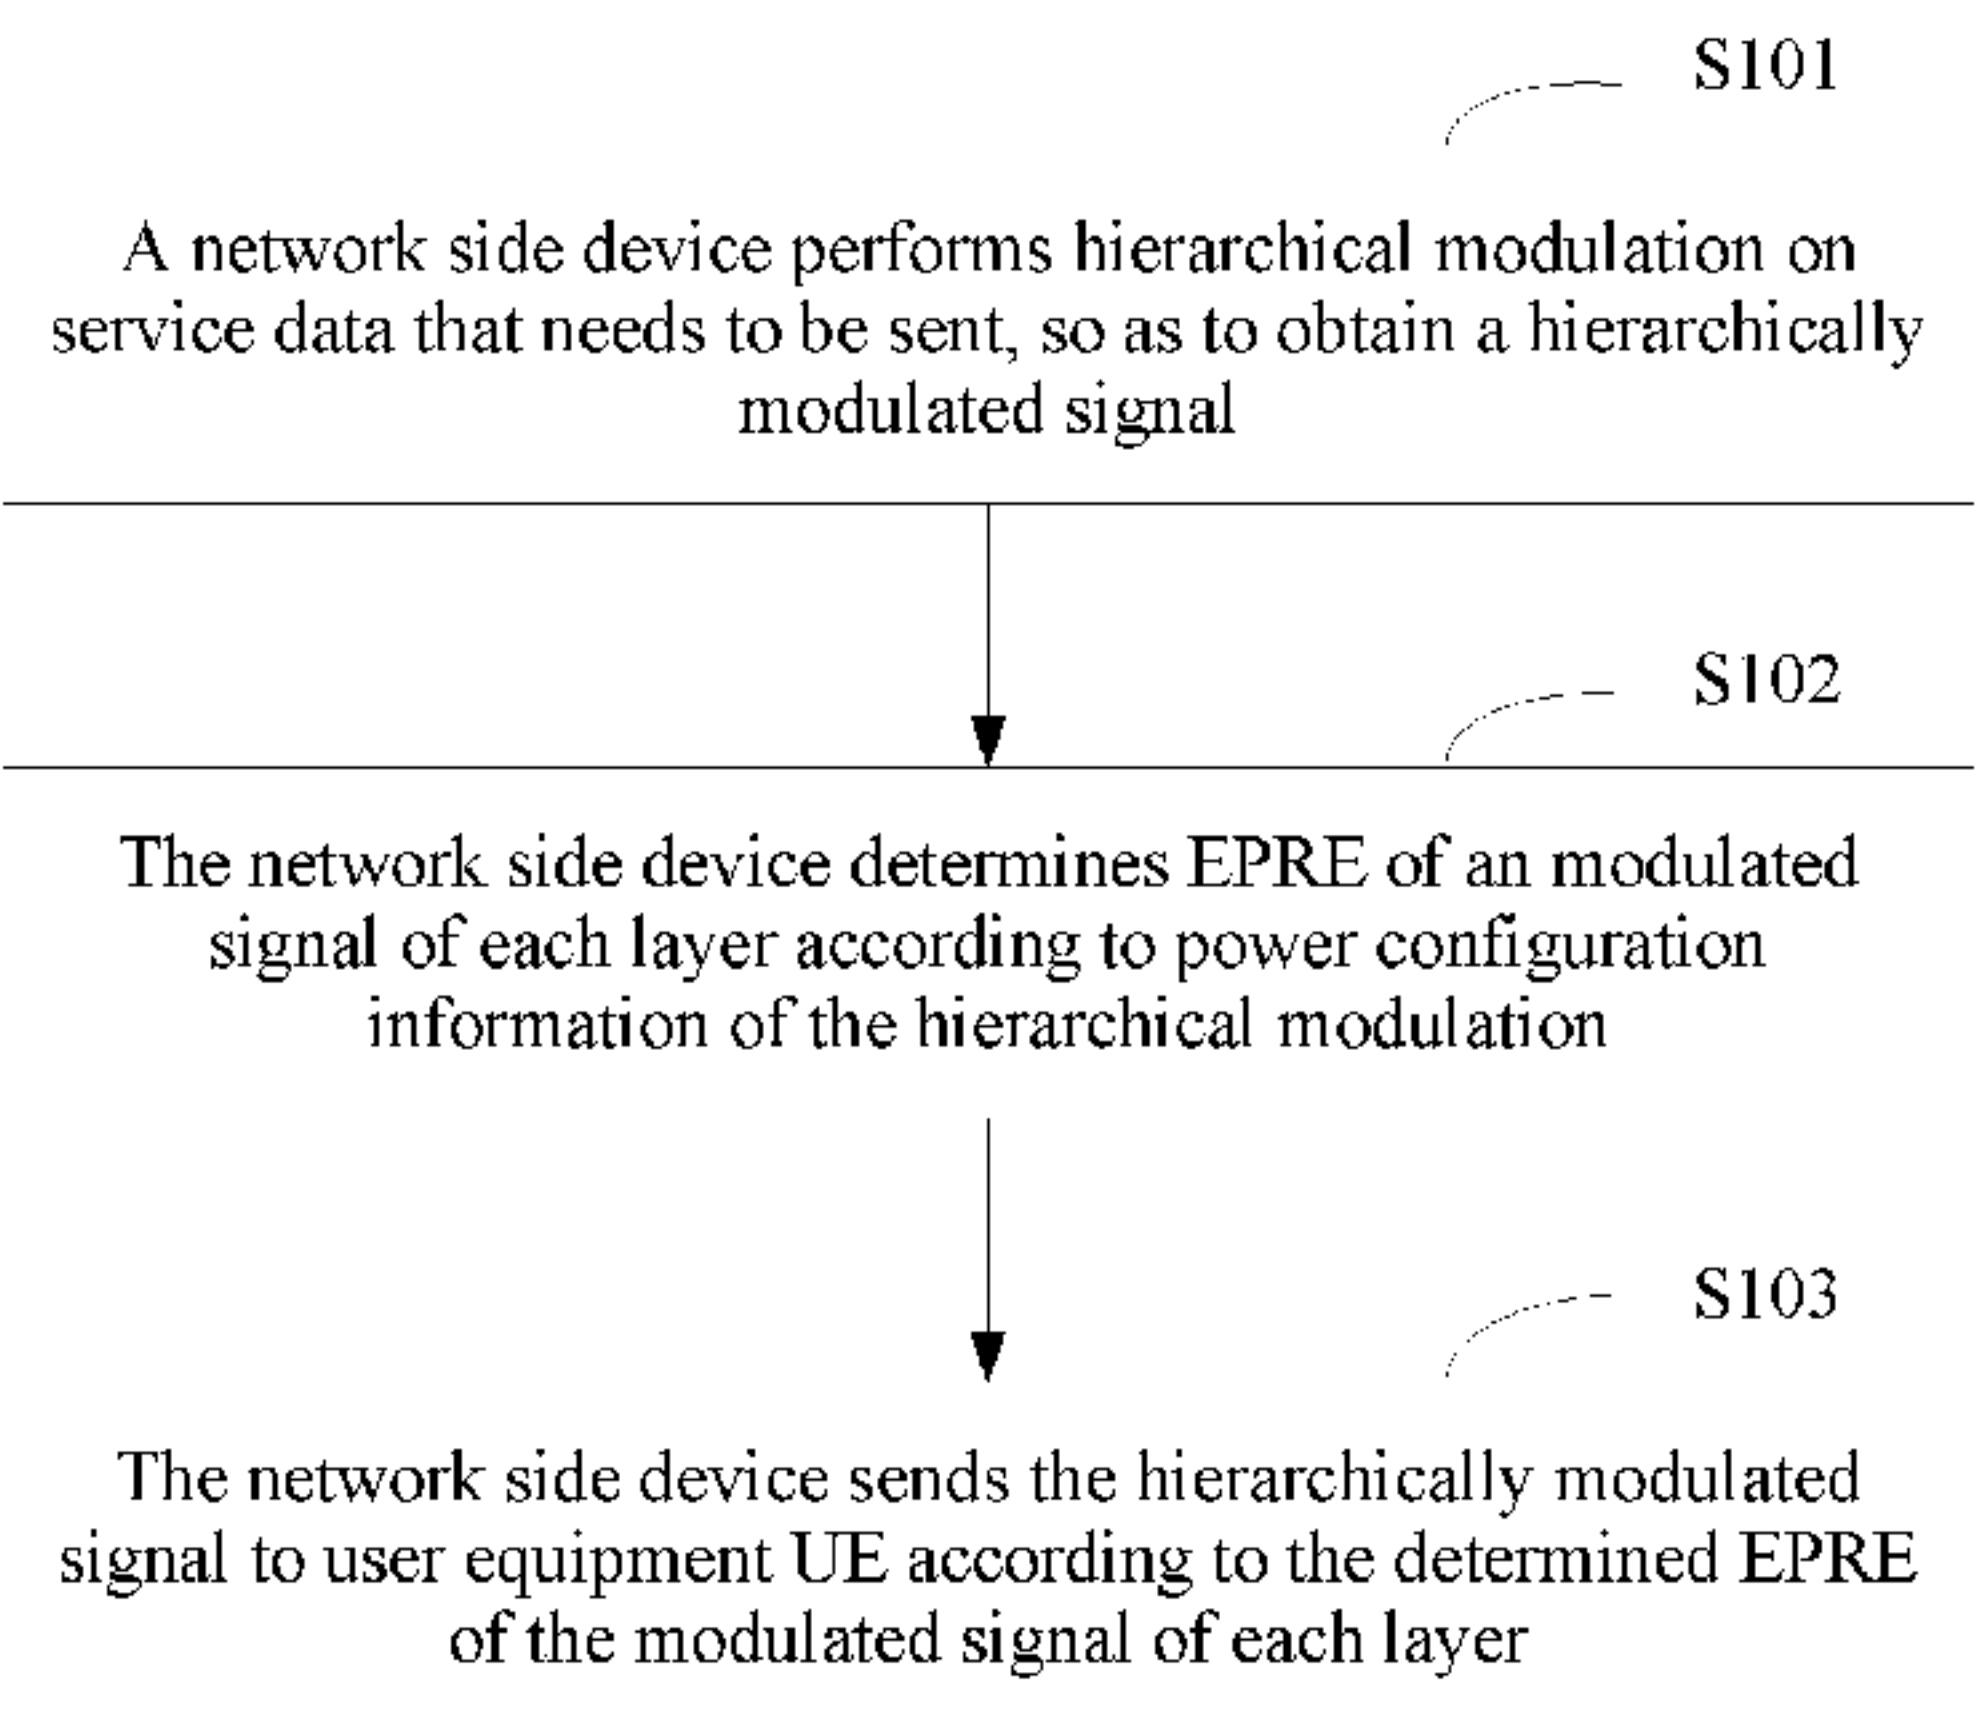 S101
A network side device performs hierarchical modulation on
service data that needs to be sent, so as to obtain a hierarchically
modulated signal
S102
The network side device determines EPRE of an modulated
signal of each layer according to power configuration
information of the hierarchical modulation
S103
The network side device sends the hierarchically modulated
signal to user equipment UE according to the determined EPRE
of the modulated signal of each layer